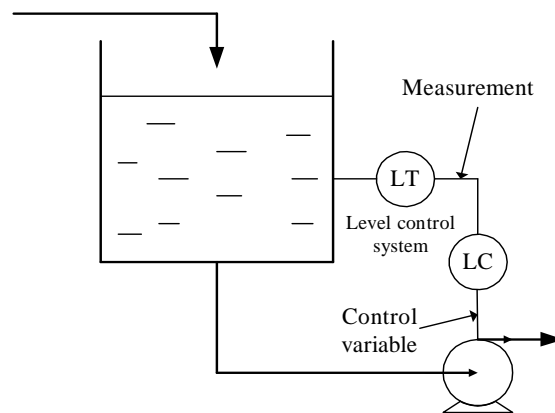 Measurement
LT
Level control
system
LC
Control
variable